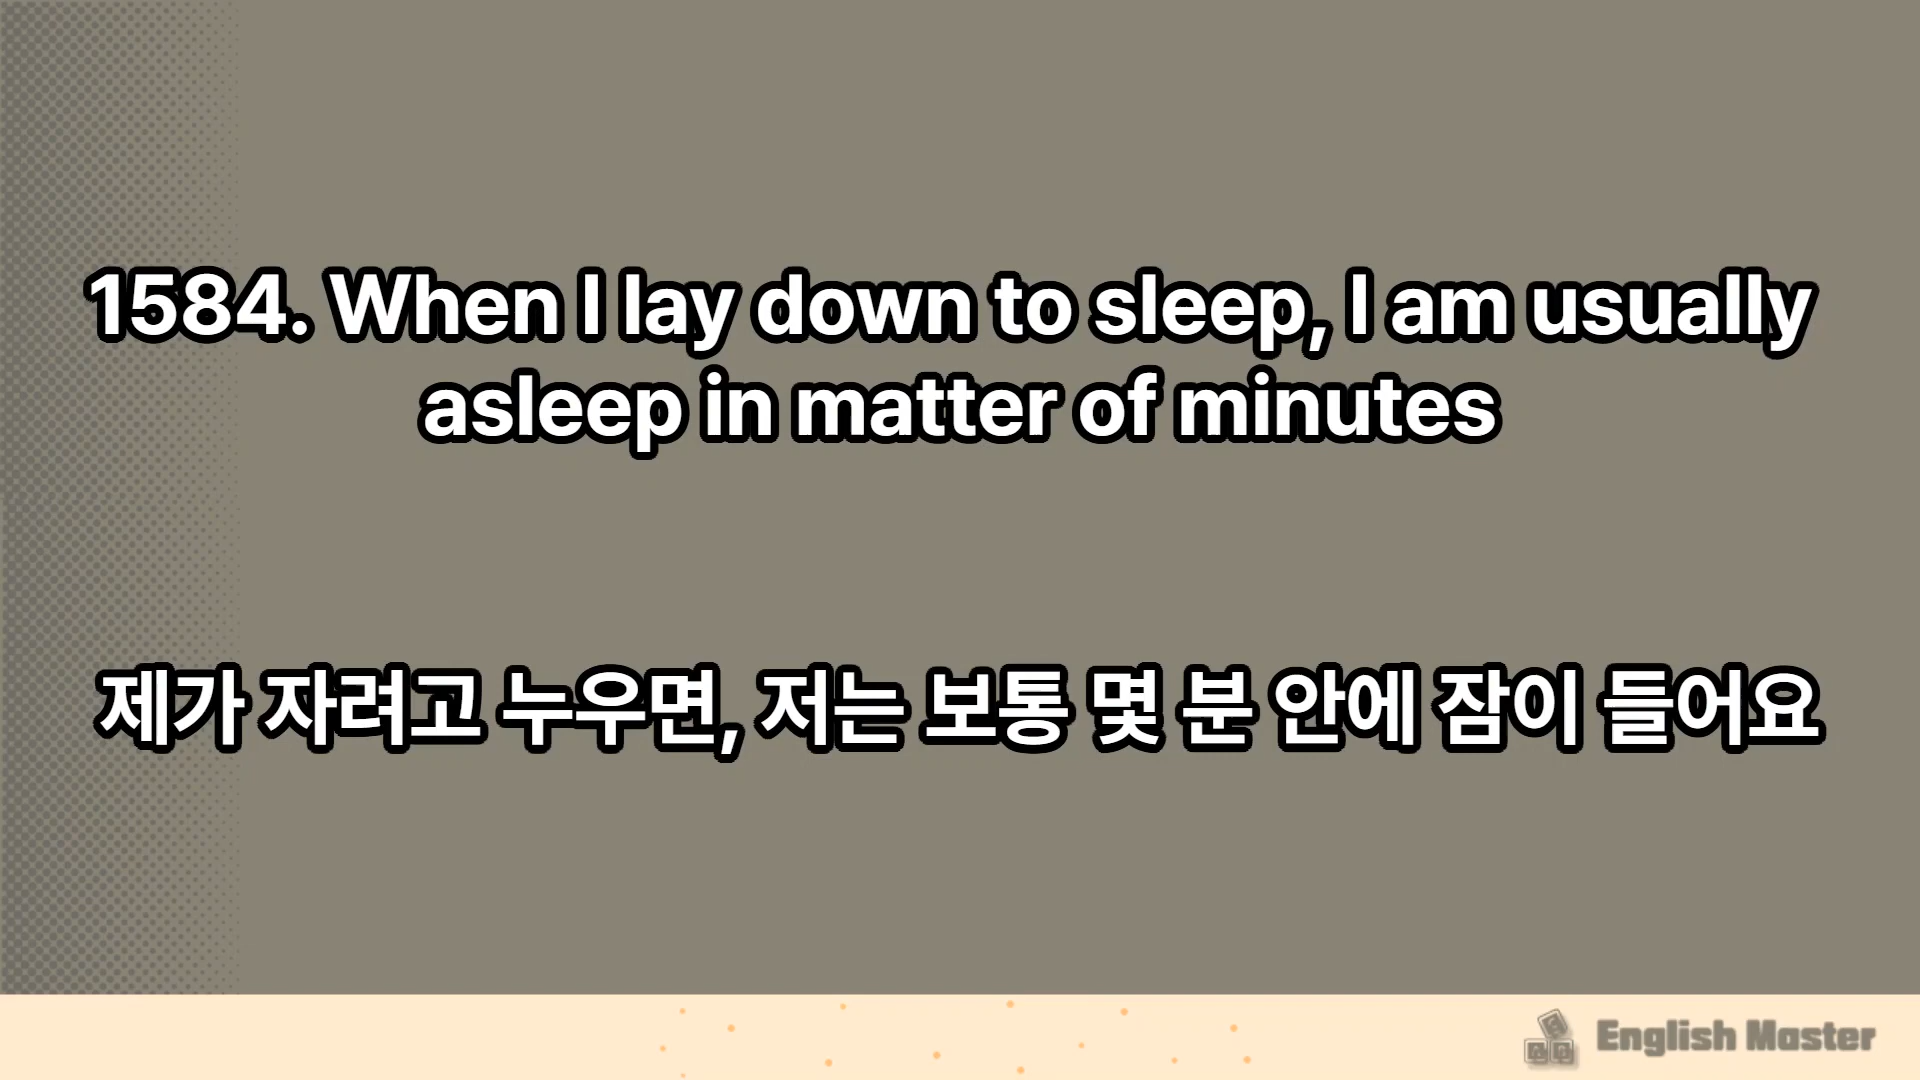 1584. When I lay down to sleep, I am usually
asleep in matter of minutes
제가 자려고 누우면, 저는 보통 몇 분 안에 잠이 들어요
English Master